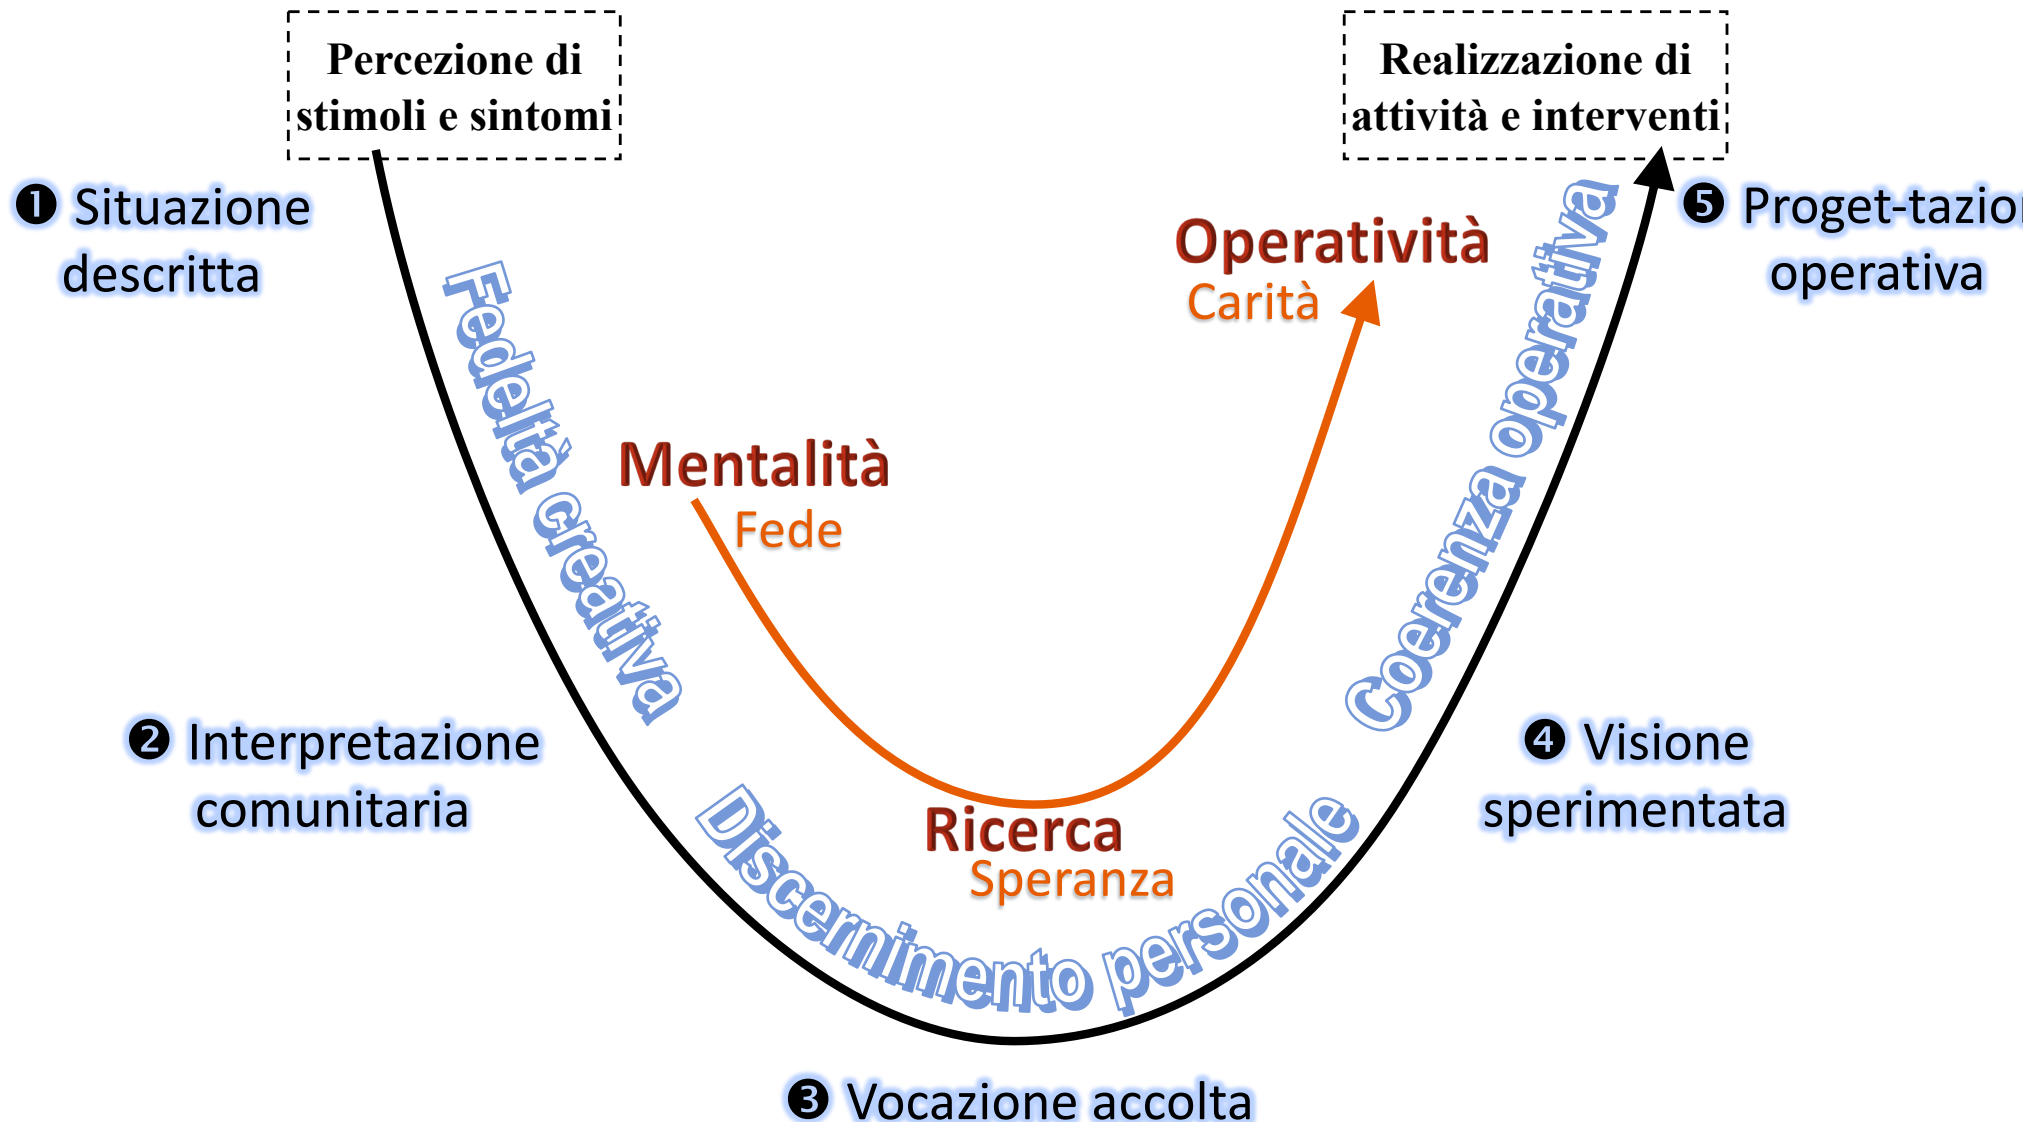 Percezione di
stimoli e sintomi
Realizzazione di
attività e interventi
❶ Situazione
descritta
❺ Proget-tazion
operativa
Operatività
Carità
Fedeltà creativa
Coerenza operativa
Mentalità
Fede
❷ Interpretazione
comunitaria
❹ Visione
sperimentata
Ricerca
Speranza
Discernimento personale
❸ Vocazione accolta